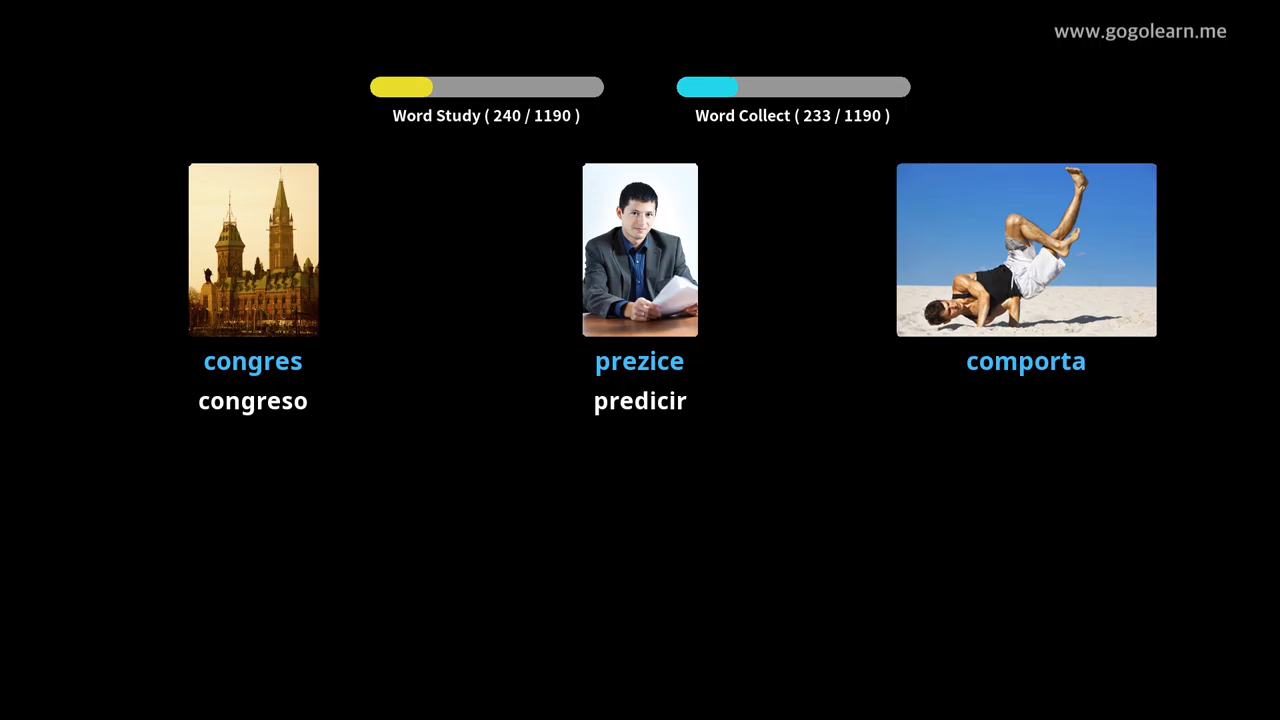 www.gogolearn.me
Word Study ( 240 / 1190 )
Word Collect ( 233 / 1190 )
congres
prezice
comporta
congreso
predicir